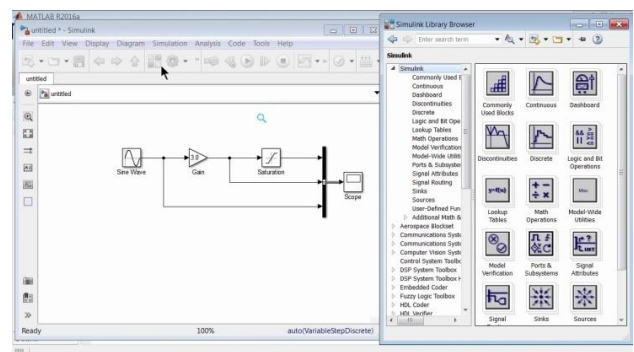 MATLAB R2016a
untitled * - Simulink
File Edit View Display Diagram Simulation Analysis Code Tools Help
untitled
untitled
Sine Wave
3.0
Gain
Saturation
Scope
Ready 100% auto(VariableStepDiscrete)
Simulink Library Browser
Enter search term
Simulink
Simulink
Commonly Used B
Continuous
Dashboard
Discontinuities
Discrete
Logic and Bit Ope
Lookup Tables
Math Operations
Model Verification
Model-Wide Utiliti
Ports & Subsyste
Signal Attributes
Signal Routing
Sinks
Sources
User-Defined Fun
Additional Math &
Aerospace Blockset
Communications Syste
Communications Syste
Computer Vision Syste
Control System Toolbo
DSP System Toolbox
DSP System Toolbox H
Embedded Coder
Fuzzy Logic Toolbox
HDL Coder
HDL Verifier
Commonly Used Blocks
Continuous
Dashboard
Discontinuities
Discrete
Logic and Bit Operations
y=f(x)
Misc
Lookup Tables
Math Operations
Model-Wide Utilities
Model Verification
Ports & Subsystems
Signal Attributes
Signal
Sinks
Sources